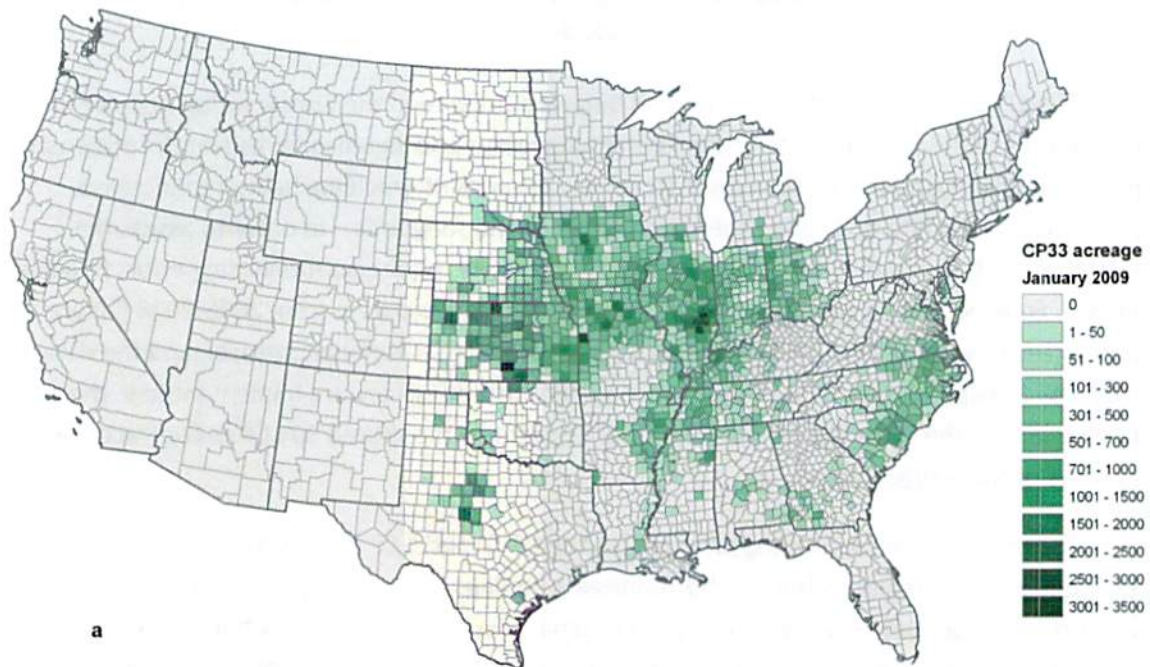 CP33 acreage
January 2009
0
1 - 50
51 - 100
101 - 300
301 - 500
501 - 700
701 - 1000
1001 - 1500
1501 - 2000
2001 - 2500
2501 - 3000
3001 - 3500
a